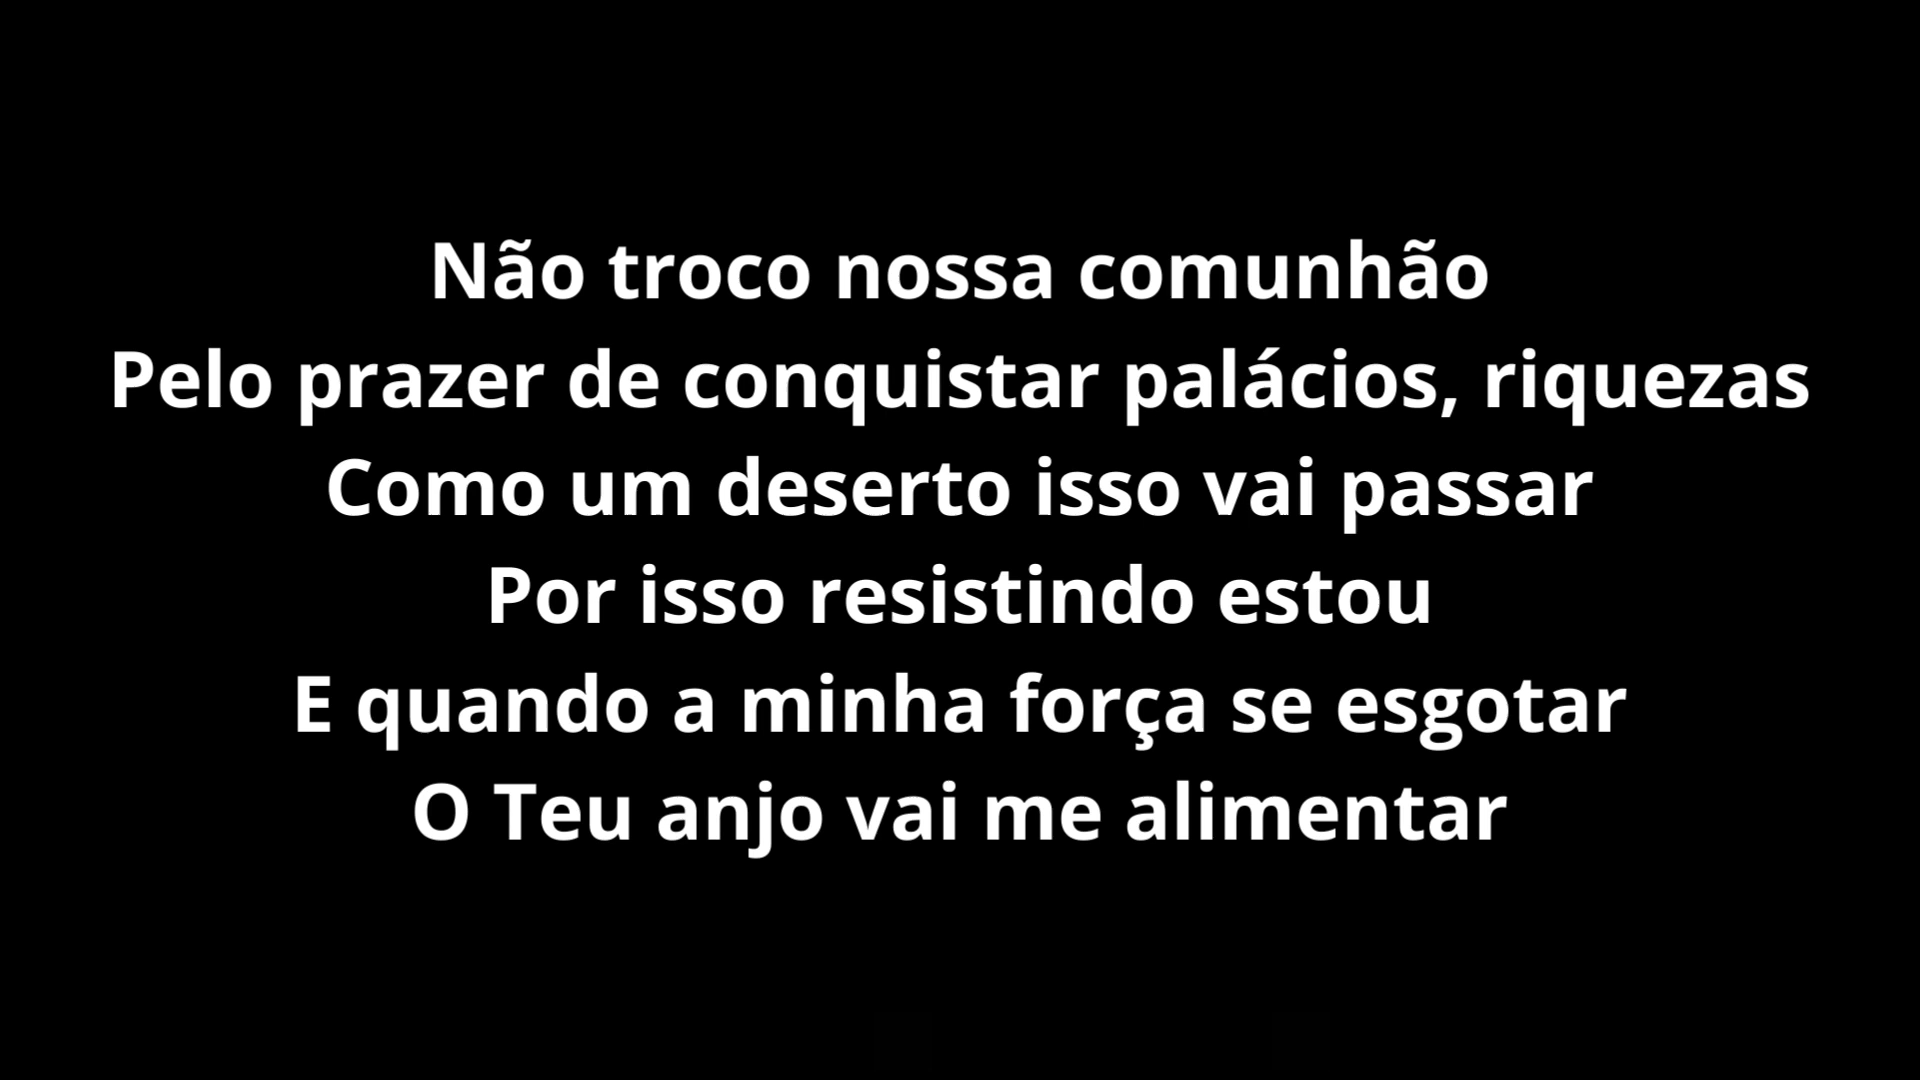 Não troco nossa comunhão
Pelo prazer de conquistar palácios, riquezas
Como um deserto isso vai passar
Por isso resistindo estou
E quando a minha força se esgotar
O Teu anjo vai me alimentar